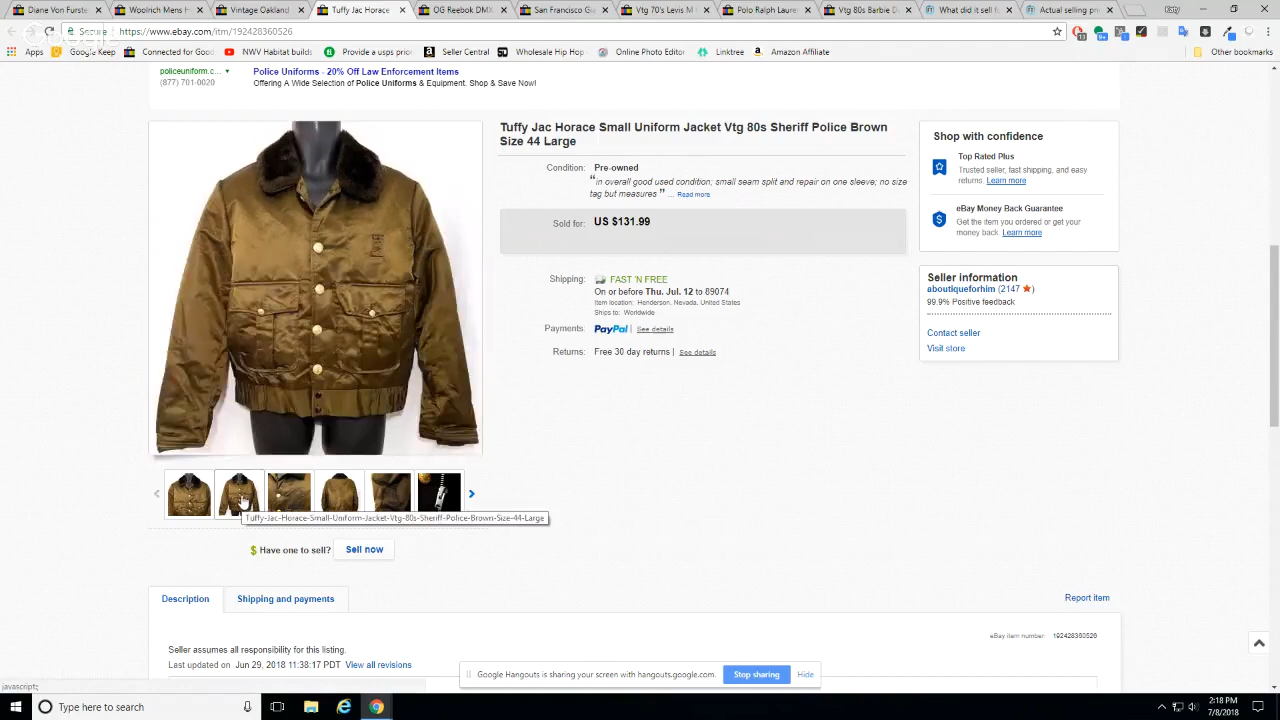 Diane Von Furste
Woolrich Mens H
Vintage Oakland
Tuffy Jac Horace
OG Reebok DMX
San Francisco Gi
Vtg 70's Levis M
Polo Ralph Lauren
Vtg 80s Barbie D
What did it sell fo
Actual selling pri
Secure
https://www.ebay.com/itm/192428360526
Apps
Google Keep
Connected for Good
NWV Habitat builds
Provide a coupon
Seller Central
Wholesale Hip Hop
Online Photo Editor
Linktree
Amazon Affiliate
Other bookmarks
policeuniform.c...
(877) 701-0020
Police Uniforms - 20% Off Law Enforcement Items
Offering A Wide Selection of Police Uniforms & Equipment. Shop & Save Now!
Tuffy Jac Horace Small Uniform Jacket Vtg 80s Sheriff Police Brown
Size 44 Large
Condition: Pre-owned
“in overall good used condition; small seam split and repair on one sleeve; no size
tag but measures ” ... Read more
Sold for: US $131.99
Shipping: FAST 'N FREE
On or before Thu. Jul. 12 to 89074
Item location: Henderson, Nevada, United States
Ships to: Worldwide
Payments: PayPal | See details
Returns: Free 30 day returns | See details
Shop with confidence
Top Rated Plus
Trusted seller, fast shipping, and easy
returns. Learn more
eBay Money Back Guarantee
Get the item you ordered or get your
money back. Learn more
Seller information
aboutiqueforhim (2147 )
99.9% Positive feedback
Contact seller
Visit store
Tuffy-Jac-Horace-Small-Uniform-Jacket-Vtg-80s-Sheriff-Police-Brown-Size-44-Large
$ Have one to sell? Sell now
Description
Shipping and payments
Report item
eBay item number: 192428360526
Seller assumes all responsibility for this listing.
Last updated on Jun 29, 2018 11:38:17 PDT View all revisions
Google Hangouts is sharing your screen with hangouts.google.com.
Stop sharing
Hide
javascript:;
Type here to search
2:18 PM
7/8/2018